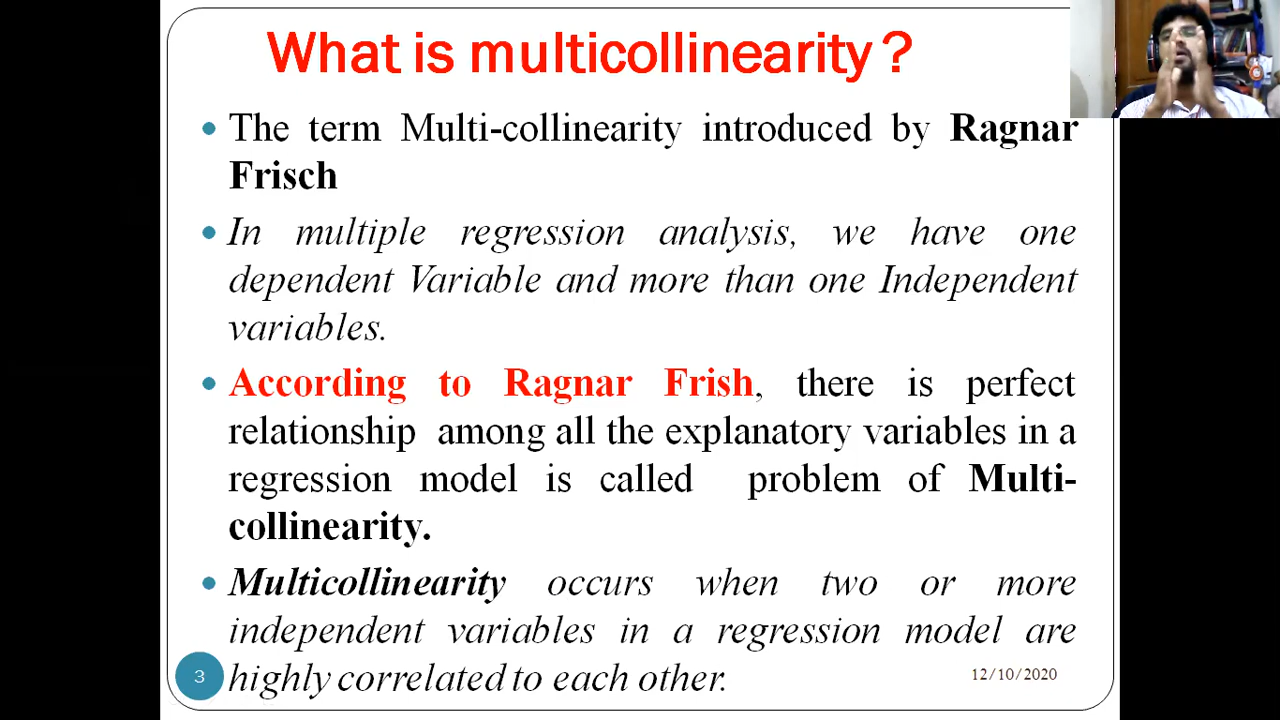 What is multicollinearity ?
The term Multi-collinearity introduced by Ragnar
Frisch
In multiple regression analysis, we have one
dependent Variable and more than one Independent
variables.
According to Ragnar Frish, there is perfect
relationship among all the explanatory variables in a
regression model is called problem of Multi-
collinearity.
Multicollinearity occurs when two or more
independent variables in a regression model are
highly correlated to each other.
3
12/10/2020